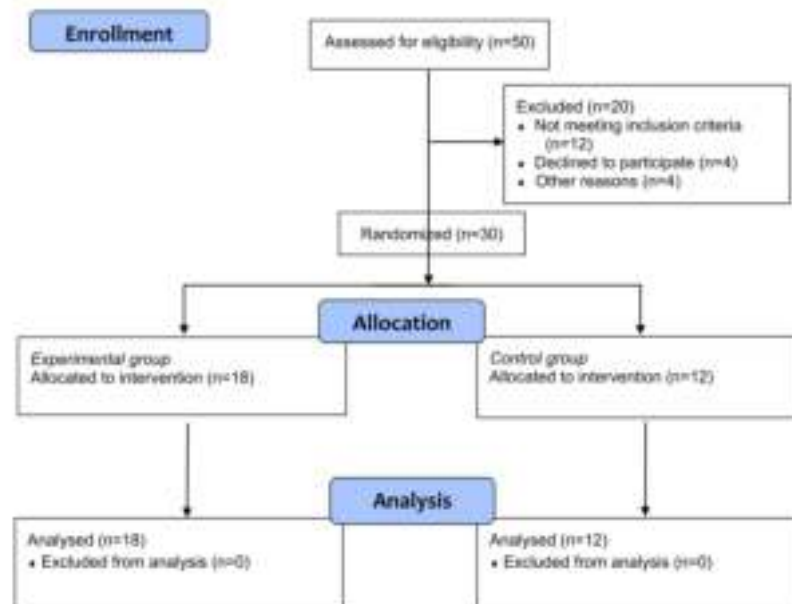 Enrollment
Assessed for eligibility (n=50)
Excluded (n=20)
• Not meeting inclusion criteria
(n=12)
• Declined to participate (n=4)
• Other reasons (n=4)
Randomized (n=30)
Allocation
Experimental group
Allocated to intervention (n=18)
Control group
Allocated to intervention (n=12)
Analysis
Analysed (n=18)
• Excluded from analysis (n=0)
Analysed (n=12)
• Excluded from analysis (n=0)